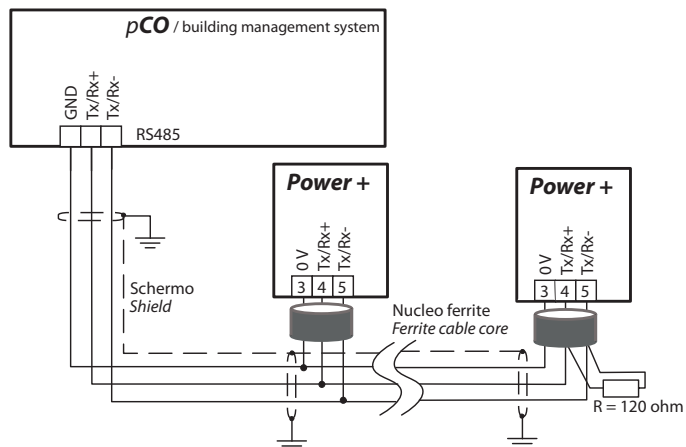 pCO / building management system
GND
Tx/Rx+
Tx/Rx-
RS485
Power +
0 V
Tx/Rx+
Tx/Rx-
3 4 5
Power +
0 V
Tx/Rx+
Tx/Rx-
3 4 5
Schermo
Shield
Nucleo ferrite
Ferrite cable core
R = 120 ohm